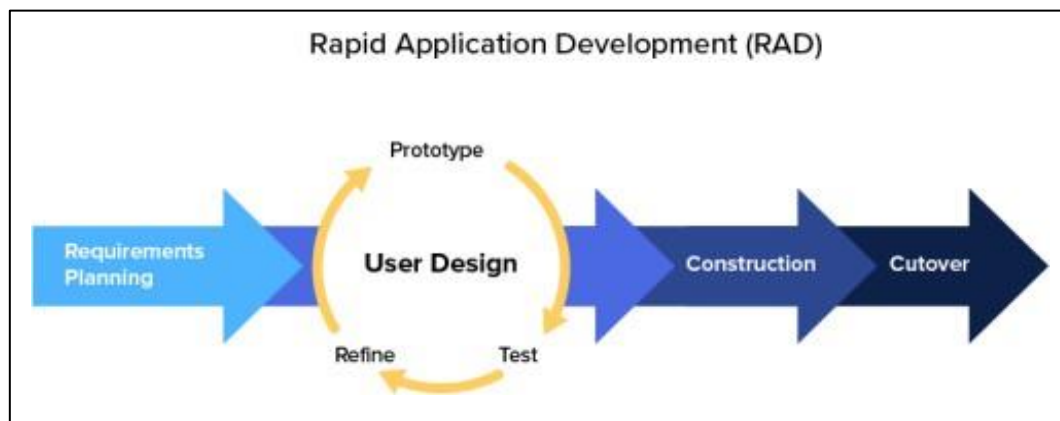 Rapid Application Development (RAD)
Prototype
Requirements
Planning
User Design
Construction
Cutover
Refine
Test